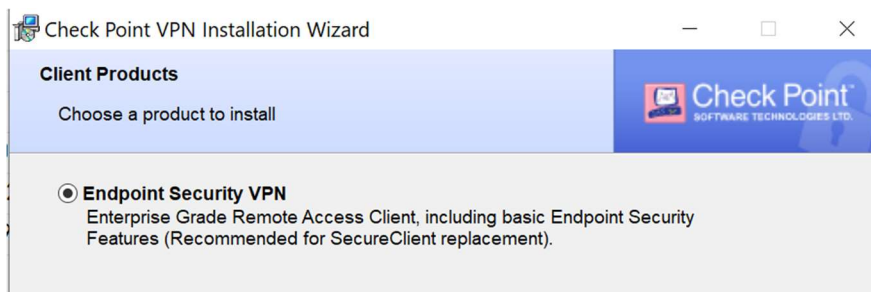 Check Point VPN Installation Wizard
Client Products
Choose a product to install
Check Point™
SOFTWARE TECHNOLOGIES LTD.
Endpoint Security VPN
Enterprise Grade Remote Access Client, including basic Endpoint Security
Features (Recommended for SecureClient replacement).